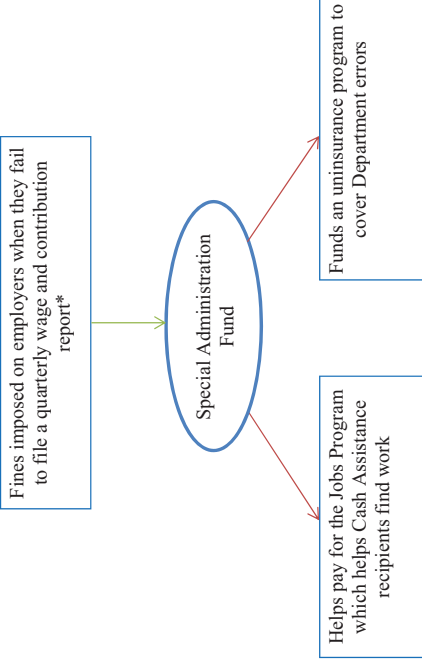 Fines imposed on employers when they fail
to file a quarterly wage and contribution
report*
Special Administration
Fund
Helps pay for the Jobs Program
which helps Cash Assistance
recipients find work
Funds an uninsurance program to
cover Department errors